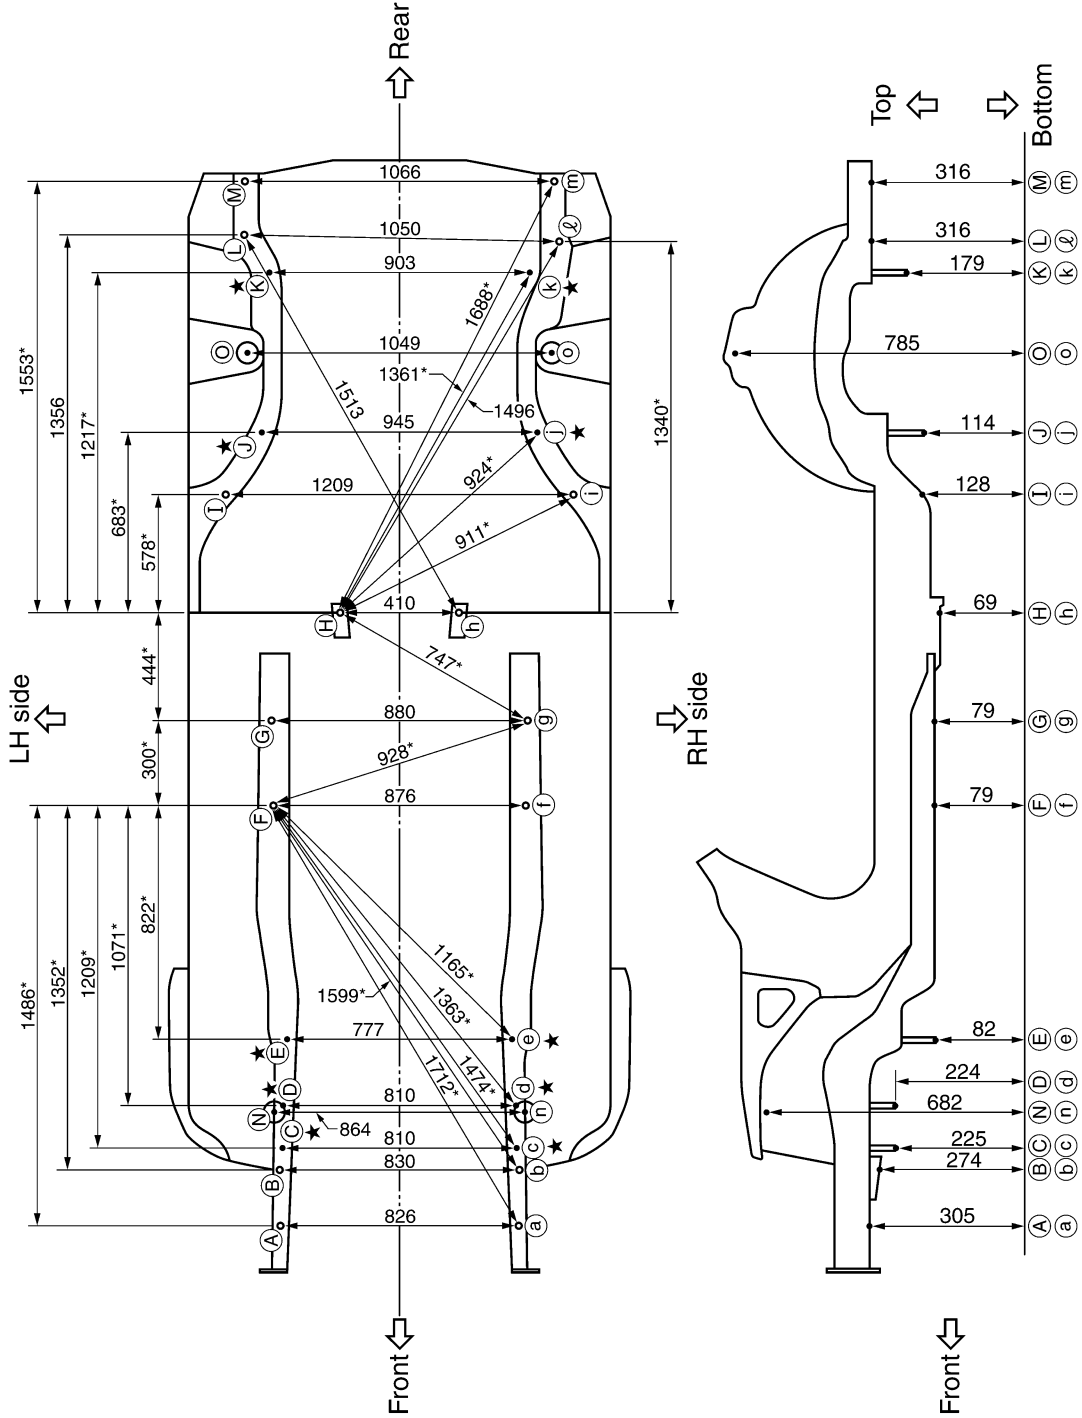 Rear
Top
Bottom
1066
M
m
316
M
m
1050
L
ℓ
316
L
ℓ
903
★
K
k
★
179
K
k
1688*
1553*
1356
1217*
O
1049
o
785
O
o
1361*
1513
1496
1340*
★
J
945
j
★
114
J
j
924*
683*
I
1209
i
128
I
i
578*
911*
H
410
h
69
H
h
444*
747*
LH side
RH side
G
880
g
79
G
g
300*
928*
F
876
f
79
F
f
822*
1071*
1209*
1352*
1486*
1165*
1599*
1363*
★
E
777
e
★
82
E
e
1712*
1474*
★
D
810
d
★
224
D
d
N
864
n
682
N
n
C
★
810
c
★
225
C
c
B
830
b
274
B
b
A
826
a
305
A
a
Front
Front